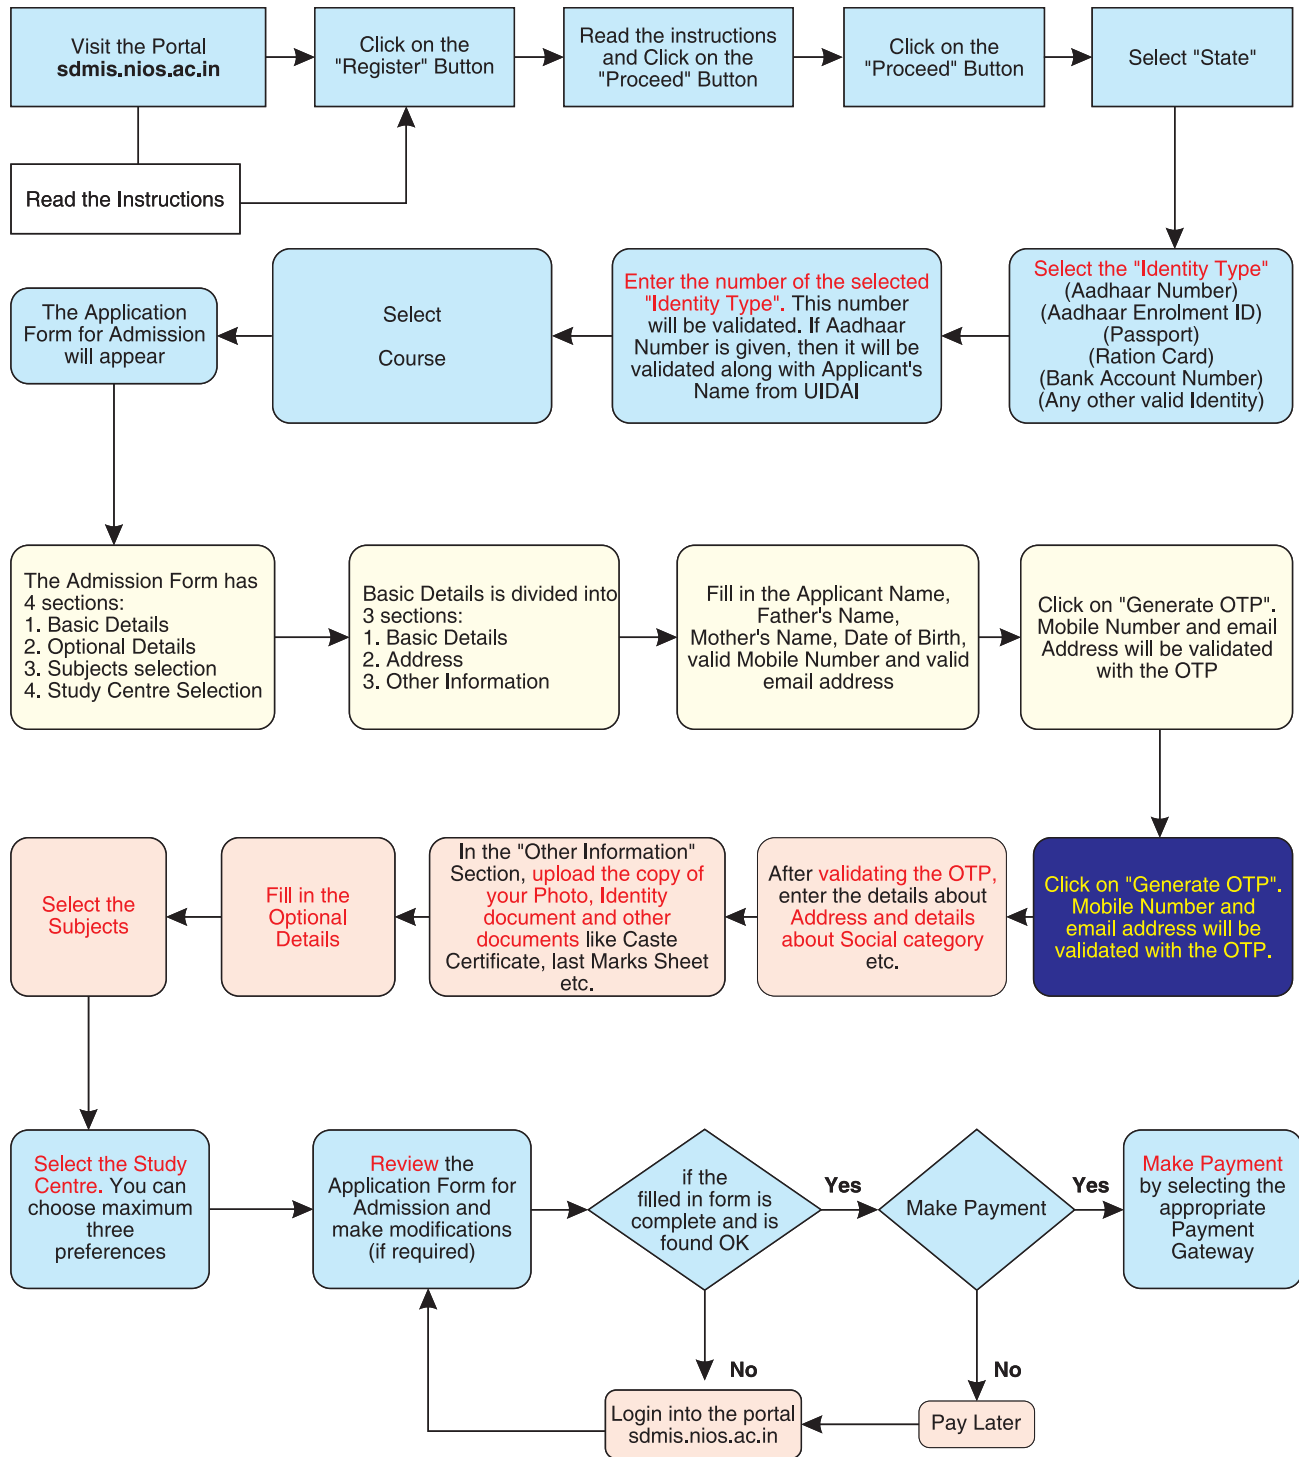 Visit the Portal
sdmis.nios.ac.in
Click on the
"Register" Button
Read the instructions
and Click on the
"Proceed" Button
Click on the
"Proceed" Button
Select "State"
Read the Instructions
Select the "Identity Type"
(Aadhaar Number)
(Aadhaar Enrolment ID)
(Passport)
(Ration Card)
(Bank Account Number)
(Any other valid Identity)
Enter the number of the selected
"Identity Type". This number
will be validated. If Aadhaar
Number is given, then it will be
validated along with Applicant's
Name from UIDAI
Select
Course
The Application
Form for Admission
will appear
The Admission Form has
4 sections:
1. Basic Details
2. Optional Details
3. Subjects selection
4. Study Centre Selection
Basic Details is divided into
3 sections:
1. Basic Details
2. Address
3. Other Information
Fill in the Applicant Name,
Father's Name,
Mother's Name, Date of Birth,
valid Mobile Number and valid
email address
Click on "Generate OTP".
Mobile Number and email
Address will be validated
with the OTP
Click on "Generate OTP".
Mobile Number and
email address will be
validated with the OTP.
After validating the OTP,
enter the details about
Address and details
about Social category
etc.
In the "Other Information"
Section, upload the copy of
your Photo, Identity
document and other
documents like Caste
Certificate, last Marks Sheet
etc.
Fill in the
Optional
Details
Select the
Subjects
Select the Study
Centre. You can
choose maximum
three
preferences
Review the
Application Form for
Admission and
make modifications
(if required)
if the
filled in form is
complete and is
found OK
Yes
Make Payment
Yes
Make Payment
by selecting the
appropriate
Payment
Gateway
No
No
Login into the portal
sdmis.nios.ac.in
Pay Later